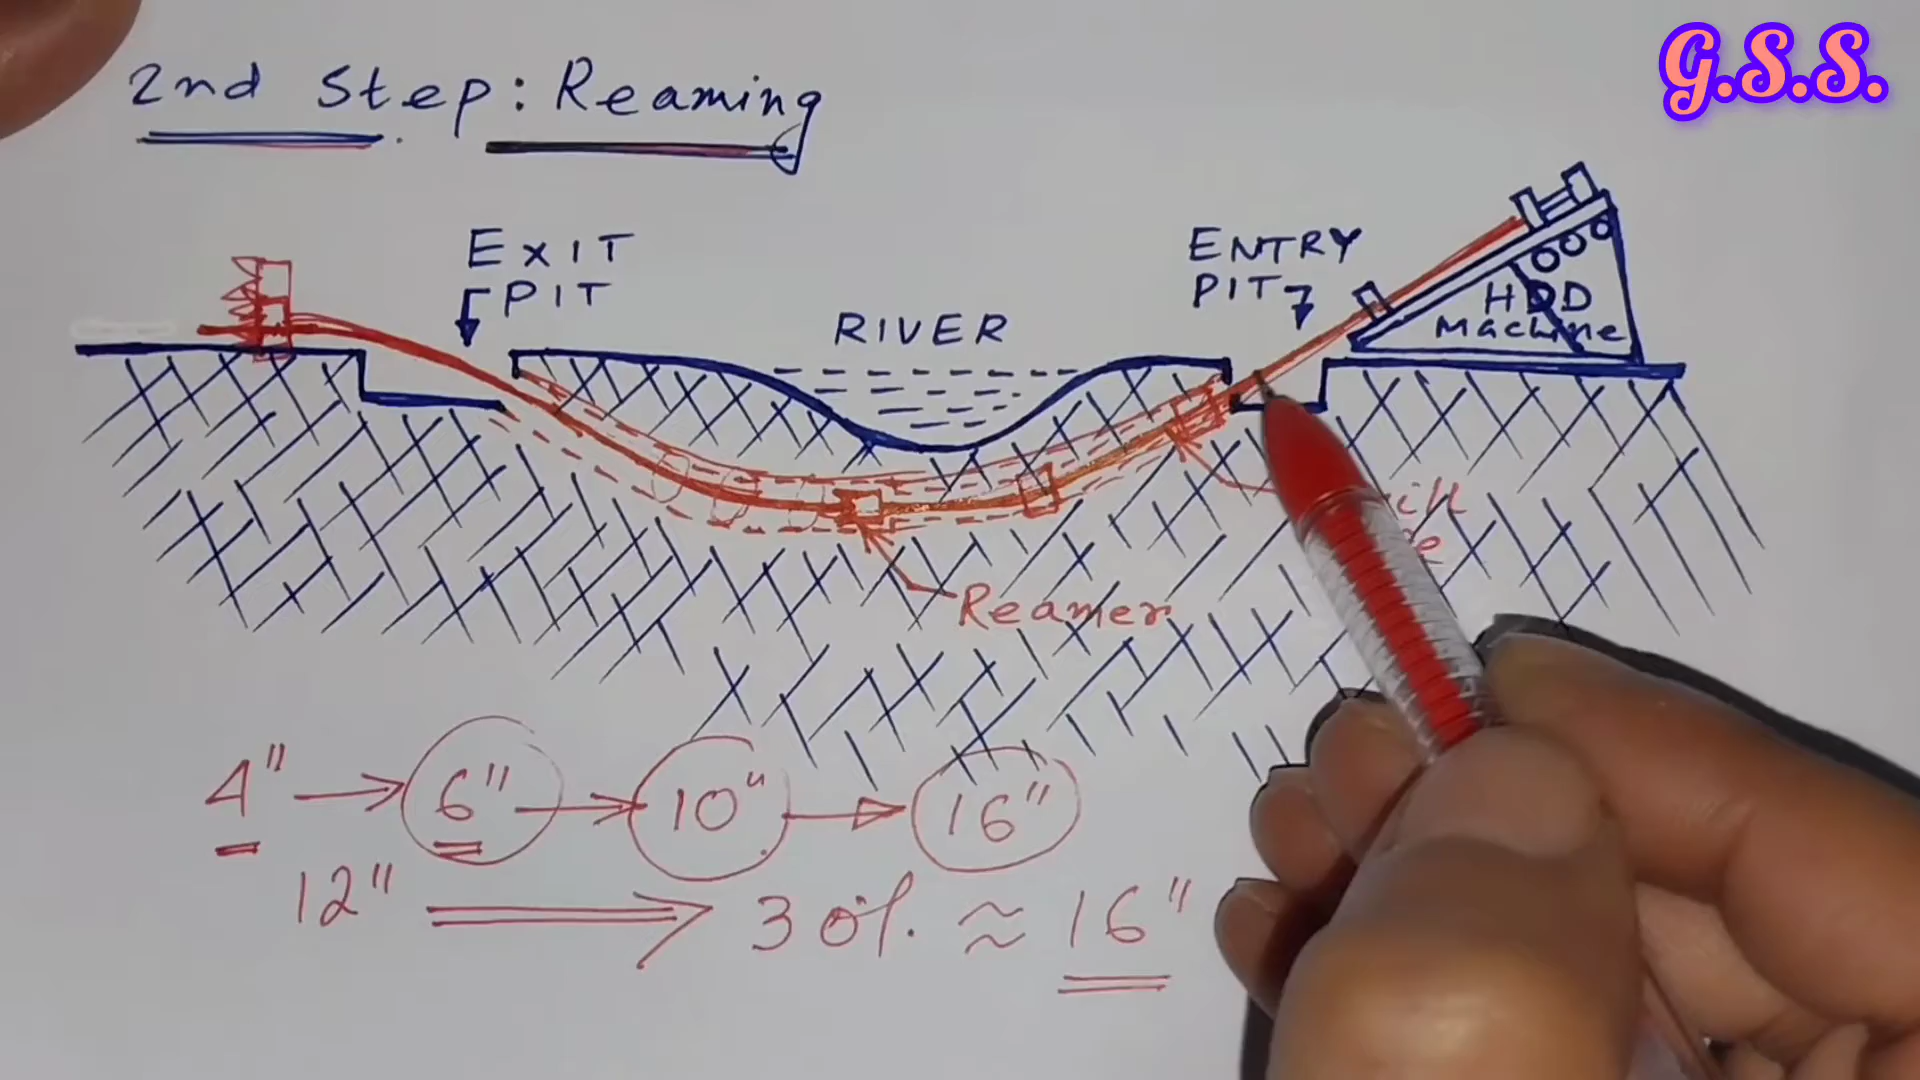 2nd Step: Reaming
G.S.S.
EXIT
PIT
ENTRY
PIT
RIVER
HDD
Machine
Reamer
4" → 6" → 10" → 16"
12" ⟹ 30% ≈ 16"